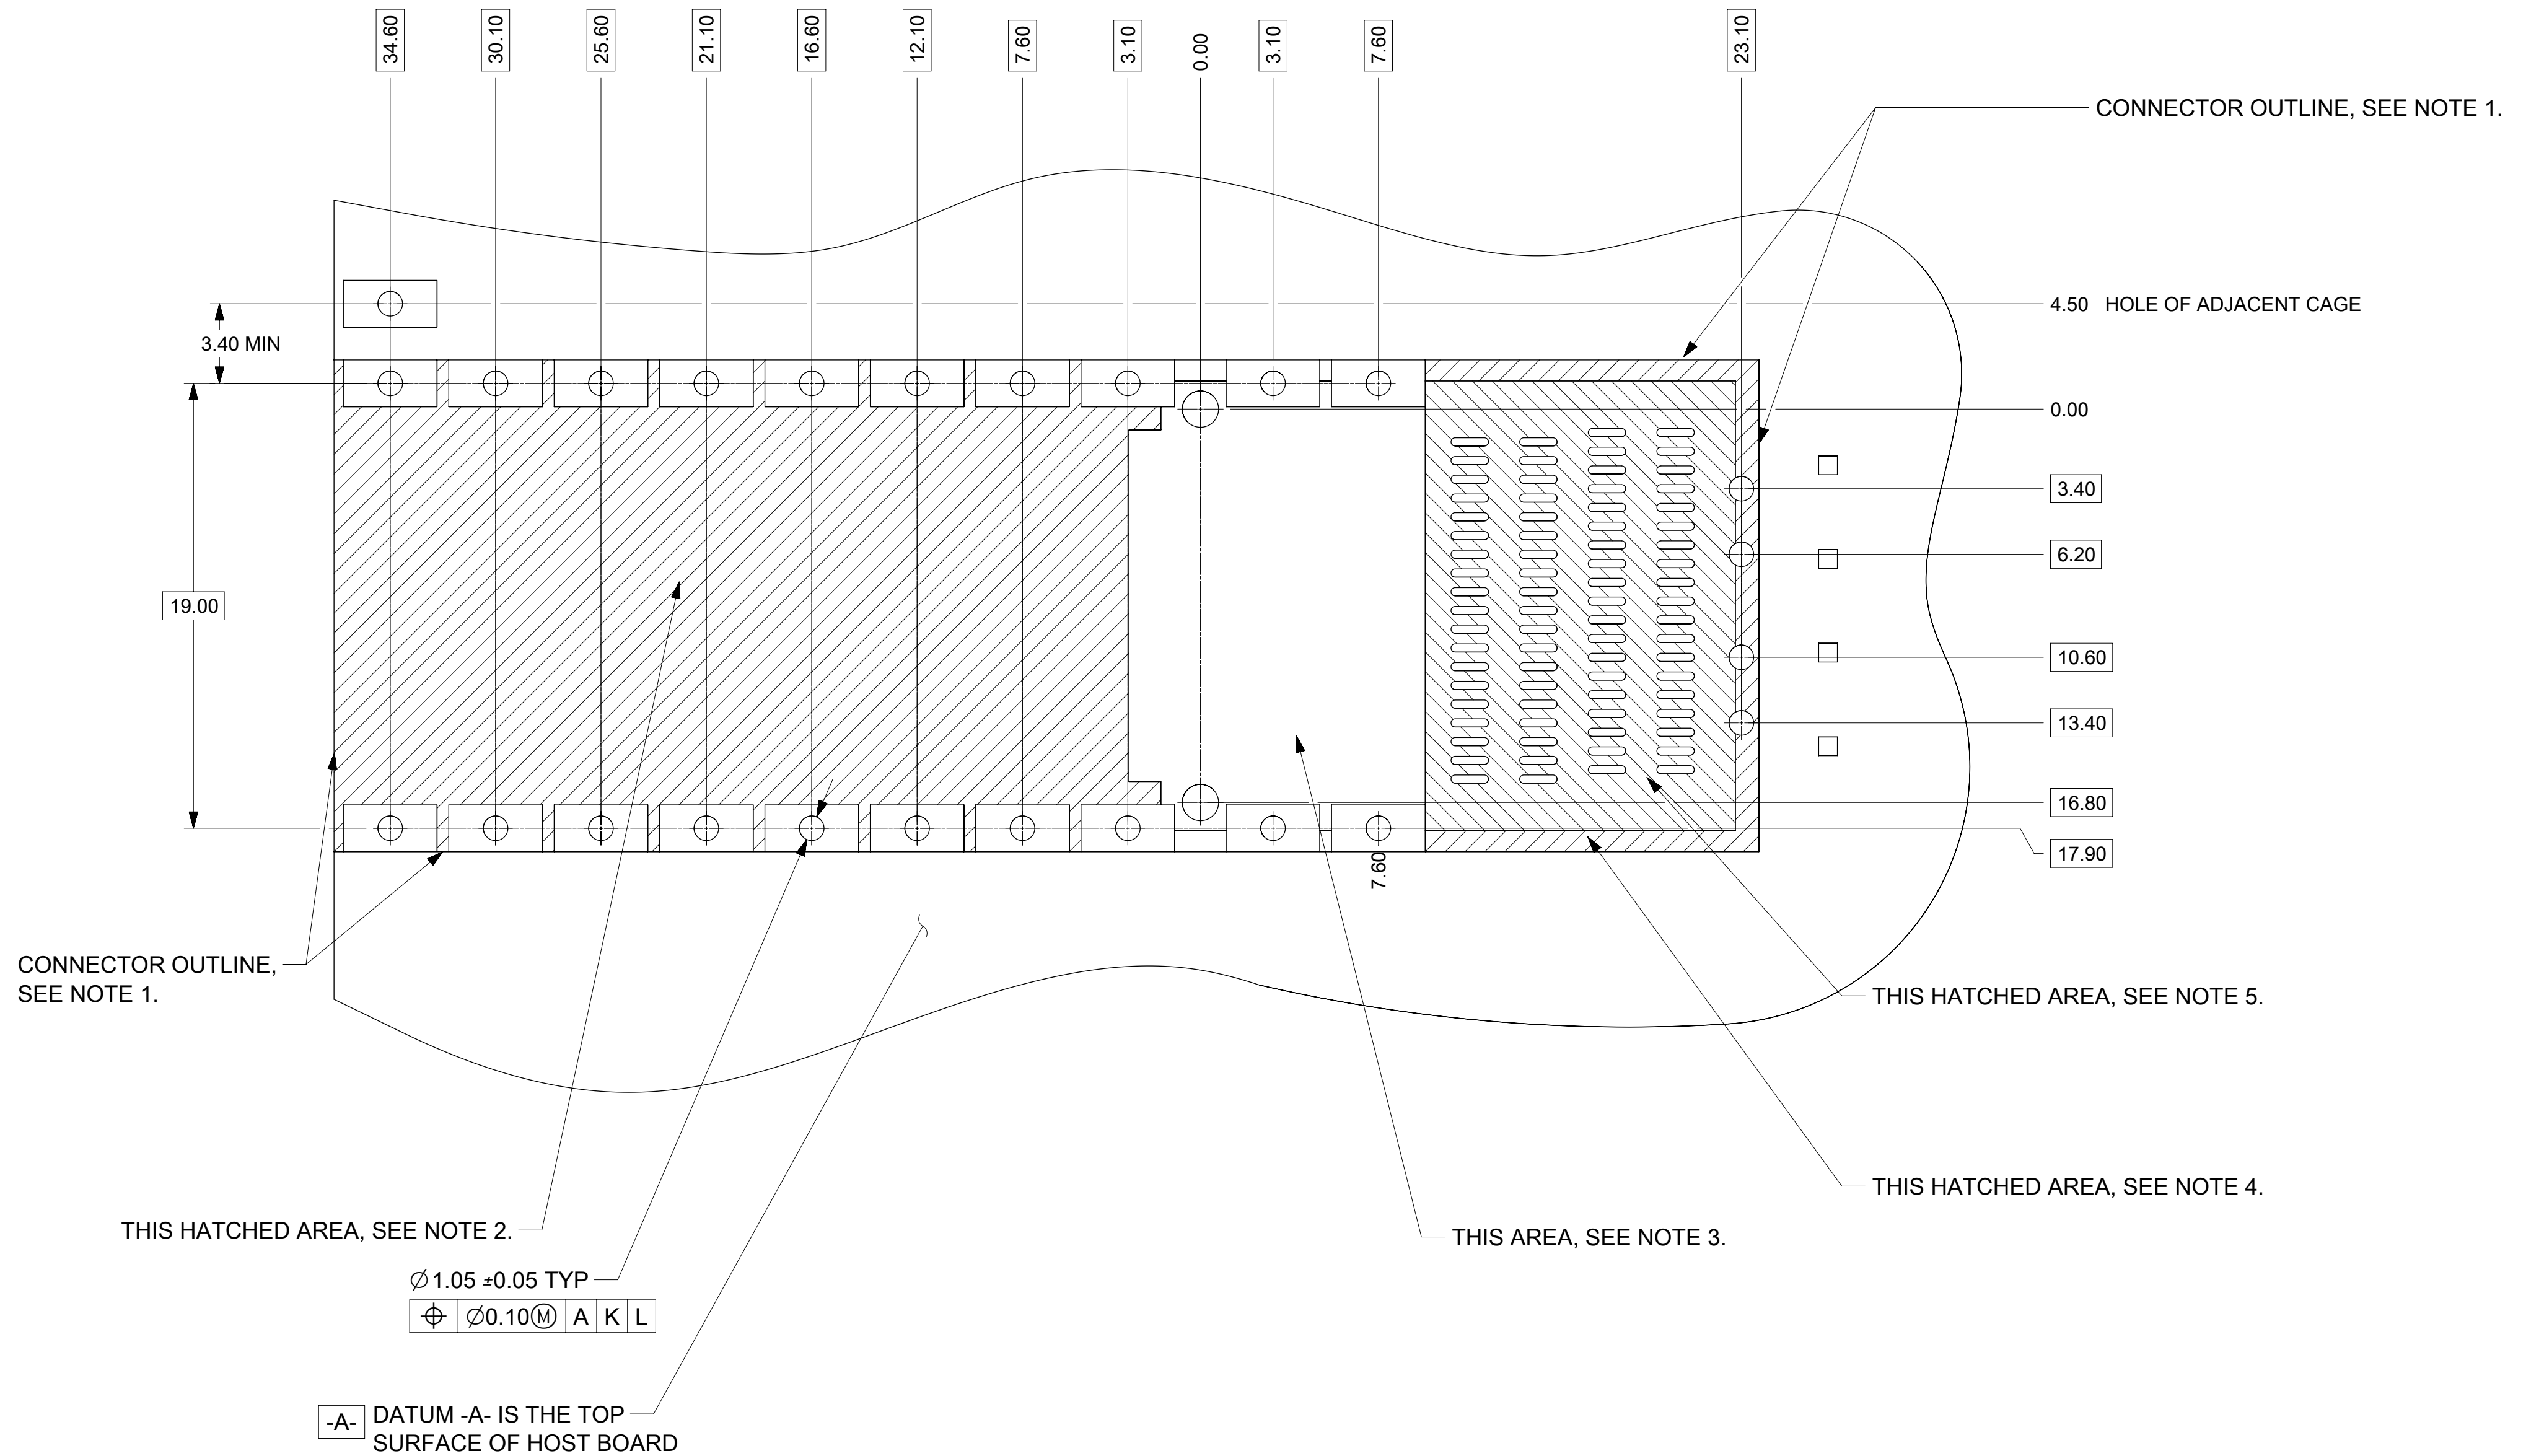 34.60
30.10
25.60
21.10
16.60
12.10
7.60
3.10
0.00
3.10
7.60
23.10
CONNECTOR OUTLINE, SEE NOTE 1.
4.50 HOLE OF ADJACENT CAGE
3.40 MIN
0.00
3.40
6.20
19.00
10.60
13.40
16.80
17.90
7.60
CONNECTOR OUTLINE,
SEE NOTE 1.
THIS HATCHED AREA, SEE NOTE 5.
THIS HATCHED AREA, SEE NOTE 4.
THIS HATCHED AREA, SEE NOTE 2.
THIS AREA, SEE NOTE 3.
∅1.05 ±0.05 TYP
⌖ ∅0.10Ⓜ A K L
-A- DATUM -A- IS THE TOP
SURFACE OF HOST BOARD